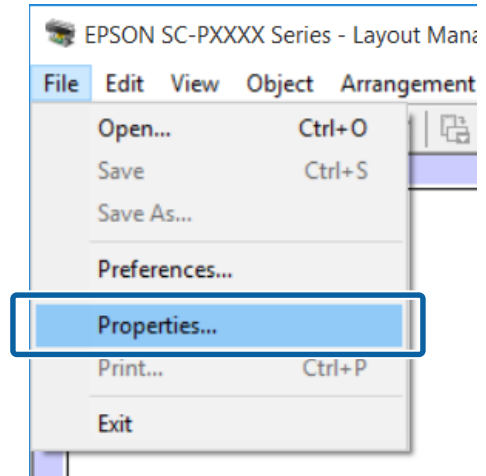 EPSON SC-PXXXX Series - Layout Mana
File Edit View Object Arrangement
Open... Ctrl+O
Save Ctrl+S
Save As...
Preferences...
Properties...
Print... Ctrl+P
Exit